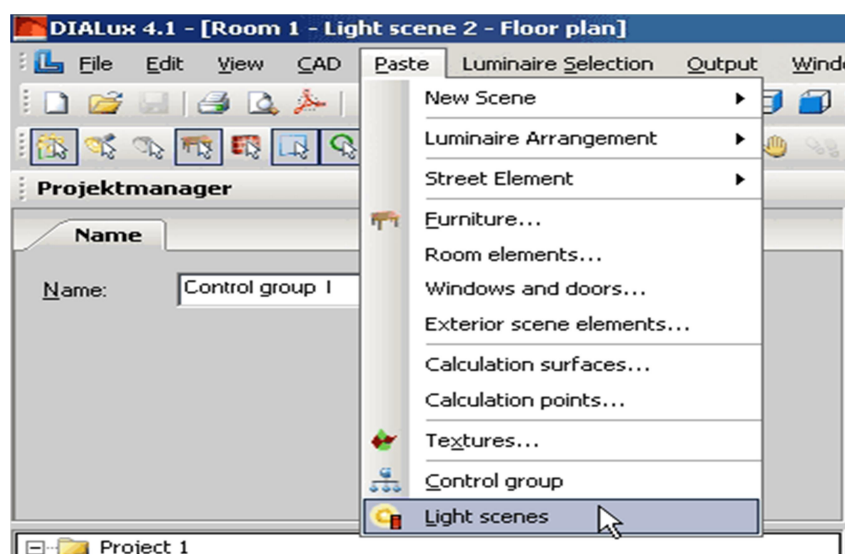 DIALux 4.1 - [Room 1 - Light scene 2 - Floor plan]
File Edit View CAD Paste Luminaire Selection Output Wind
New Scene
Luminaire Arrangement
Street Element
Projektmanager
Furniture...
Name
Room elements...
Name: Control group 1
Windows and doors...
Exterior scene elements...
Calculation surfaces...
Calculation points...
Textures...
Control group
Light scenes
Project 1